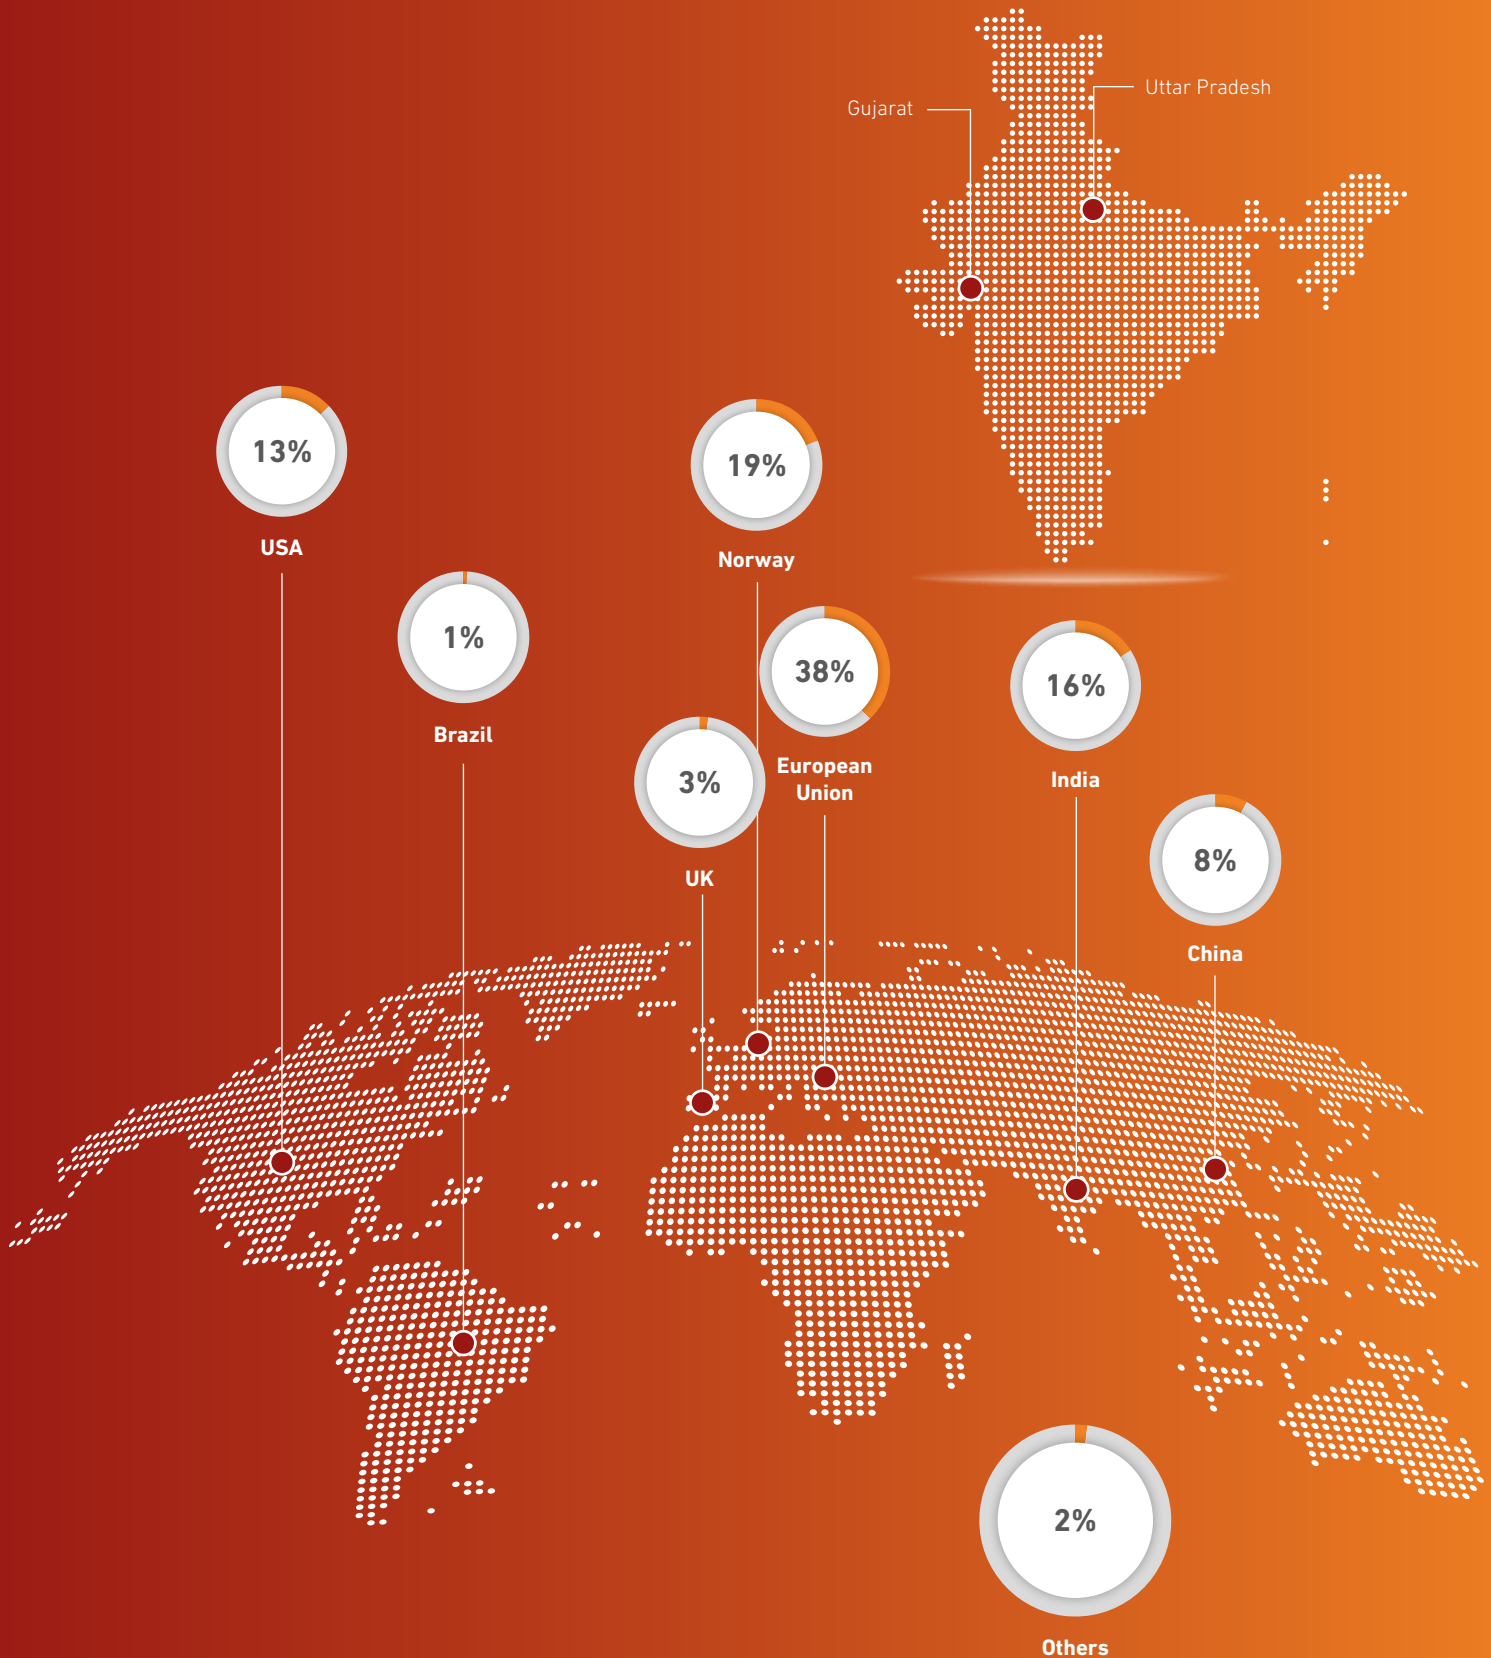 Uttar Pradesh
Gujarat
13%
USA
19%
Norway
1%
Brazil
38%
European
Union
16%
India
3%
UK
8%
China
2%
Others